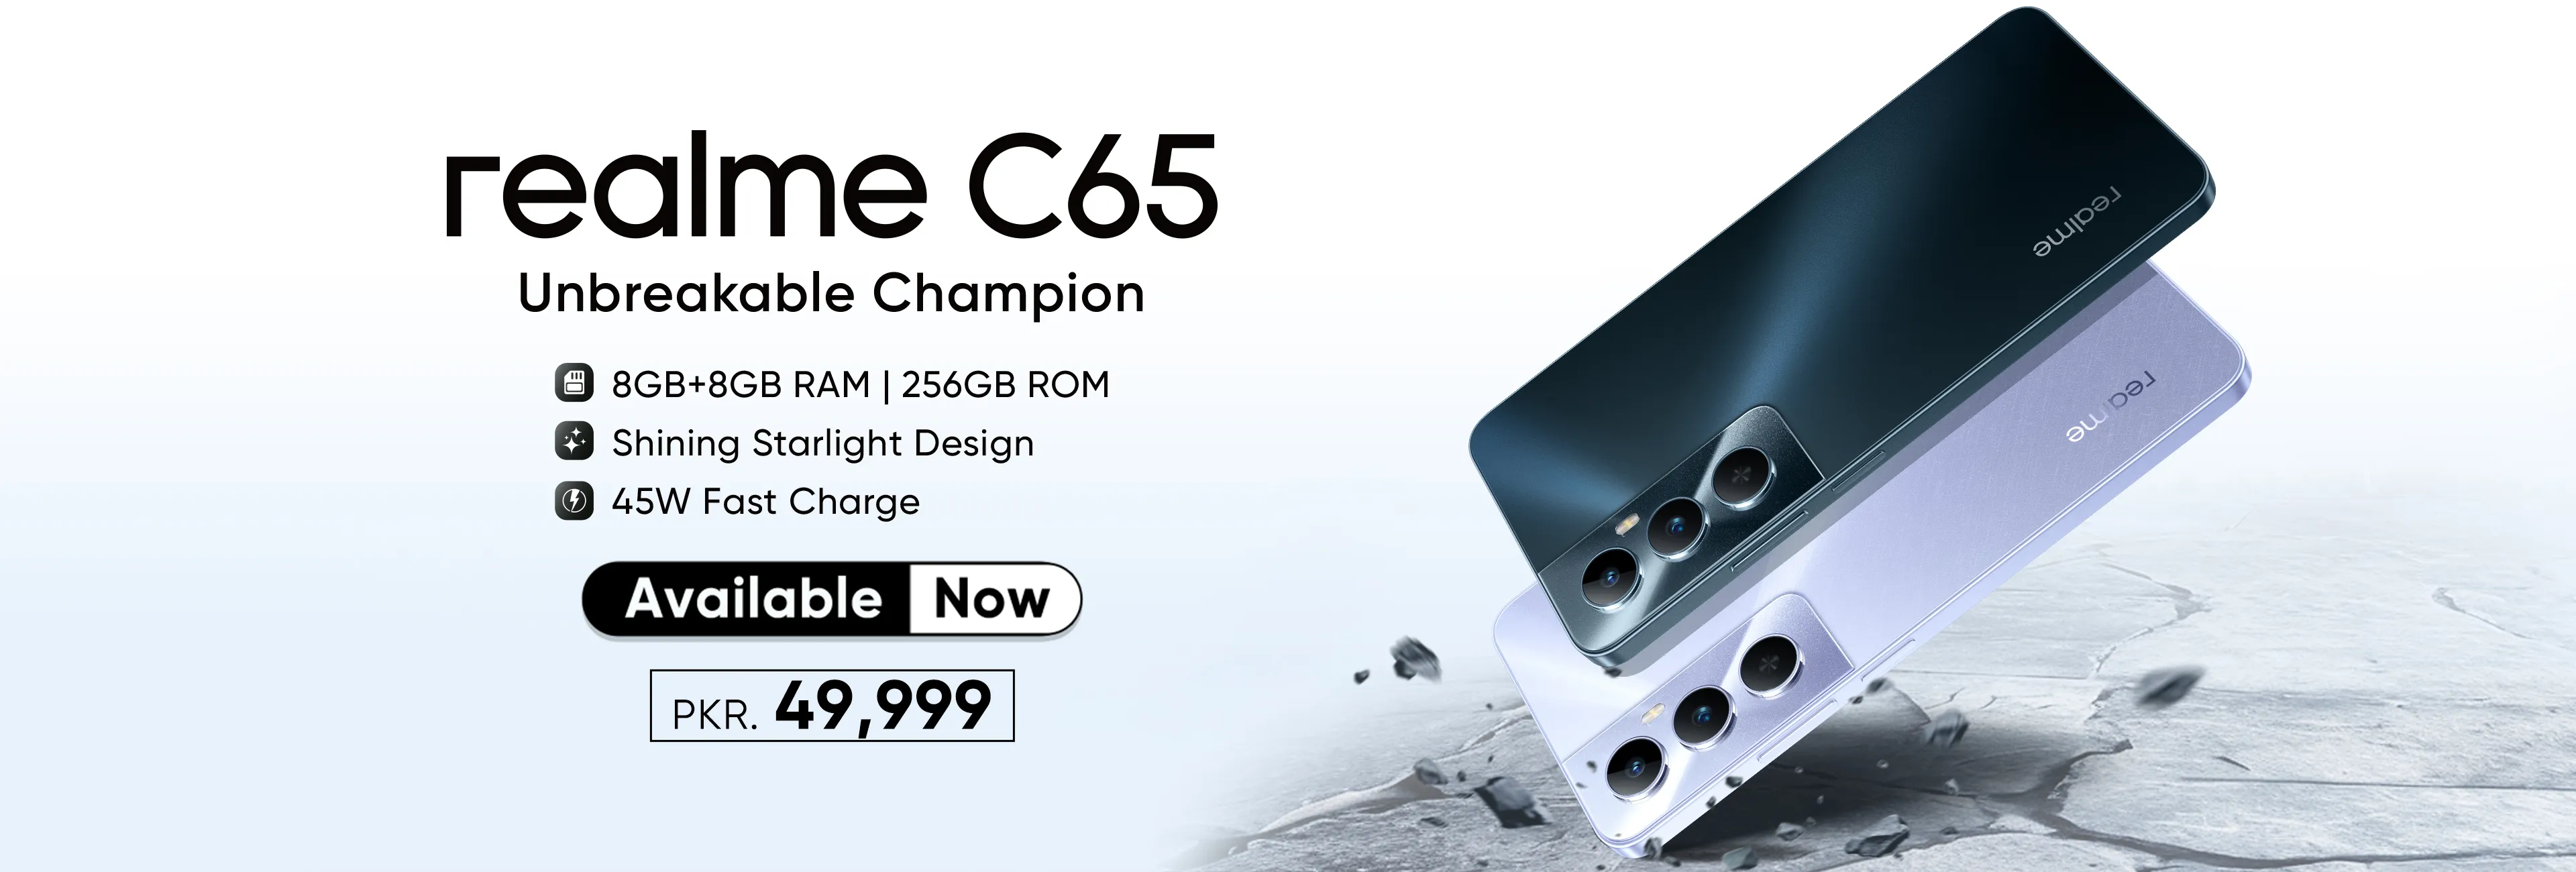 realme C65
Unbreakable Champion
8GB+8GB RAM | 256GB ROM
Shining Starlight Design
45W Fast Charge
Available Now
PKR. 49,999
realme
realme